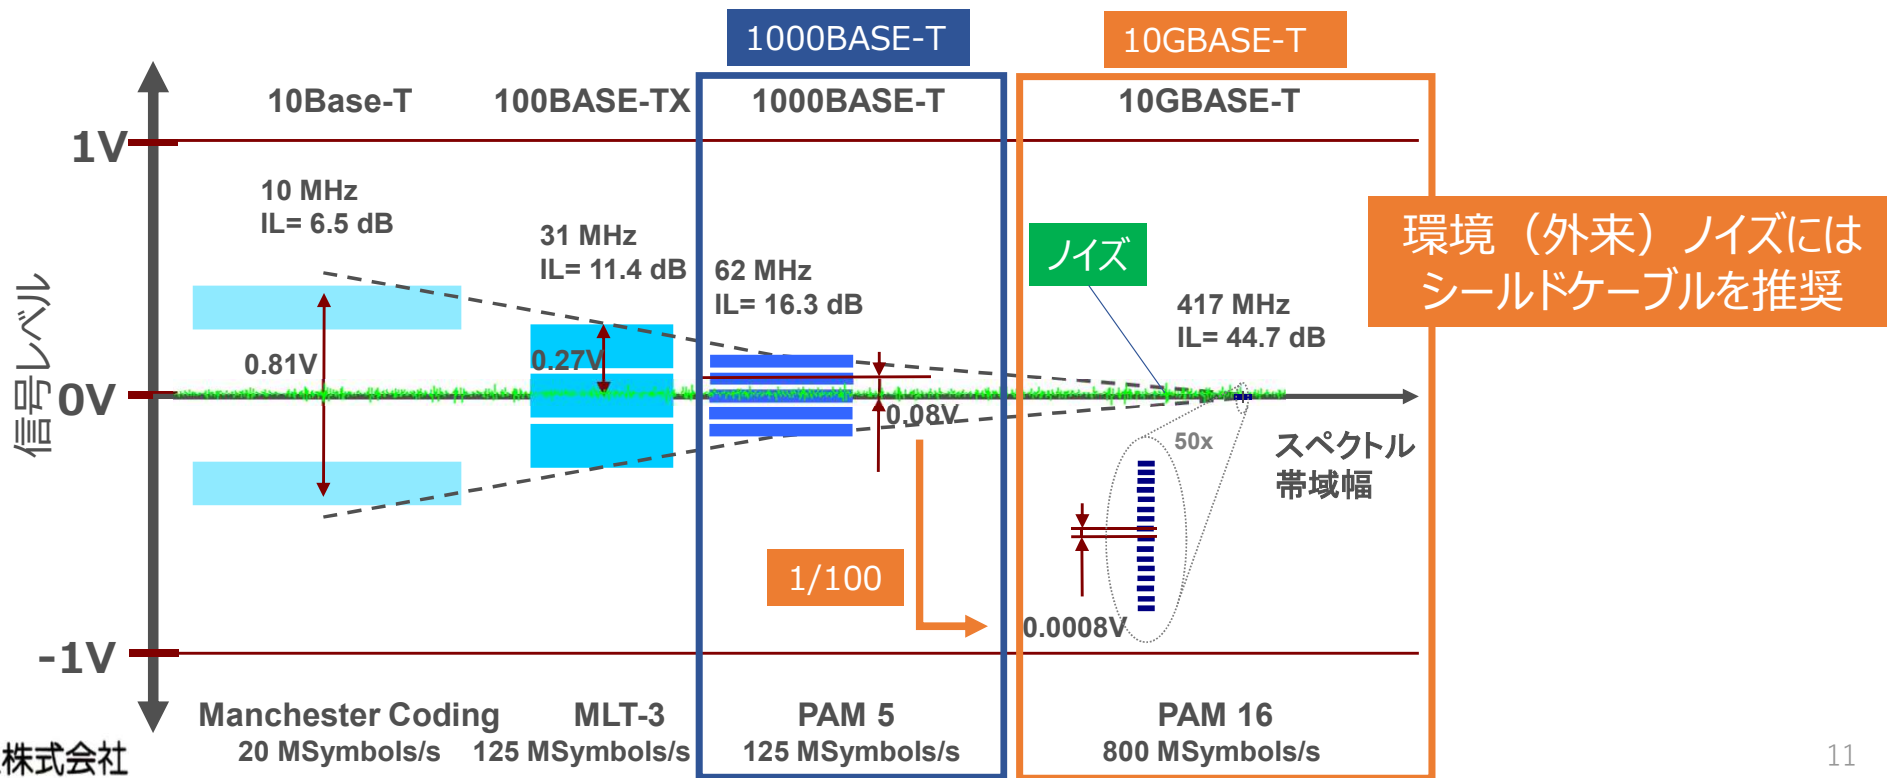 1000BASE-T
10GBASE-T
10Base-T
100BASE-TX
1000BASE-T
10GBASE-T
1V
0V
-1V
信号レベル
10 MHz
IL= 6.5 dB
31 MHz
IL= 11.4 dB
62 MHz
IL= 16.3 dB
ノイズ
417 MHz
IL= 44.7 dB
環境（外来）ノイズには
シールドケーブルを推奨
0.81V
0.27V
0.08V
50x
スペクトル
帯域幅
1/100
0.0008V
Manchester Coding
20 MSymbols/s
MLT-3
125 MSymbols/s
PAM 5
125 MSymbols/s
PAM 16
800 MSymbols/s
株式会社
11